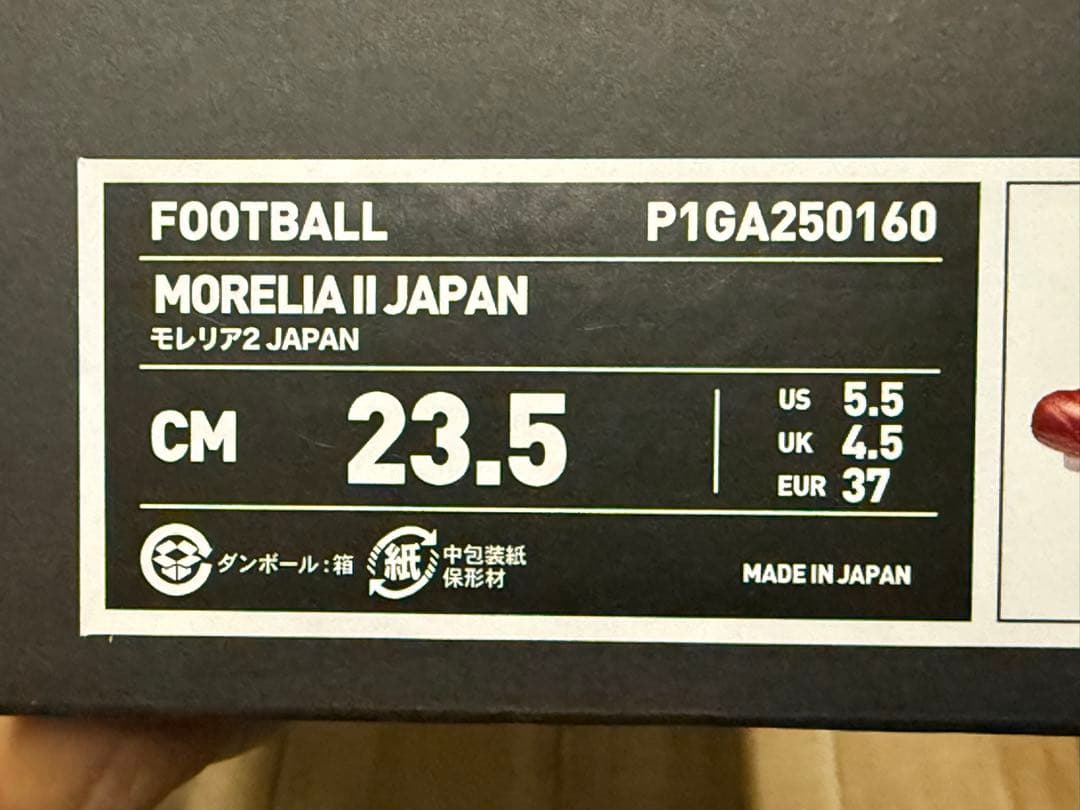 FOOTBALL P1GA250160
MORELIA II JAPAN
モレリア2 JAPAN
CM 23.5
US 5.5
UK 4.5
EUR 37
ダンボール:箱
紙
中包装紙
保形材
MADE IN JAPAN